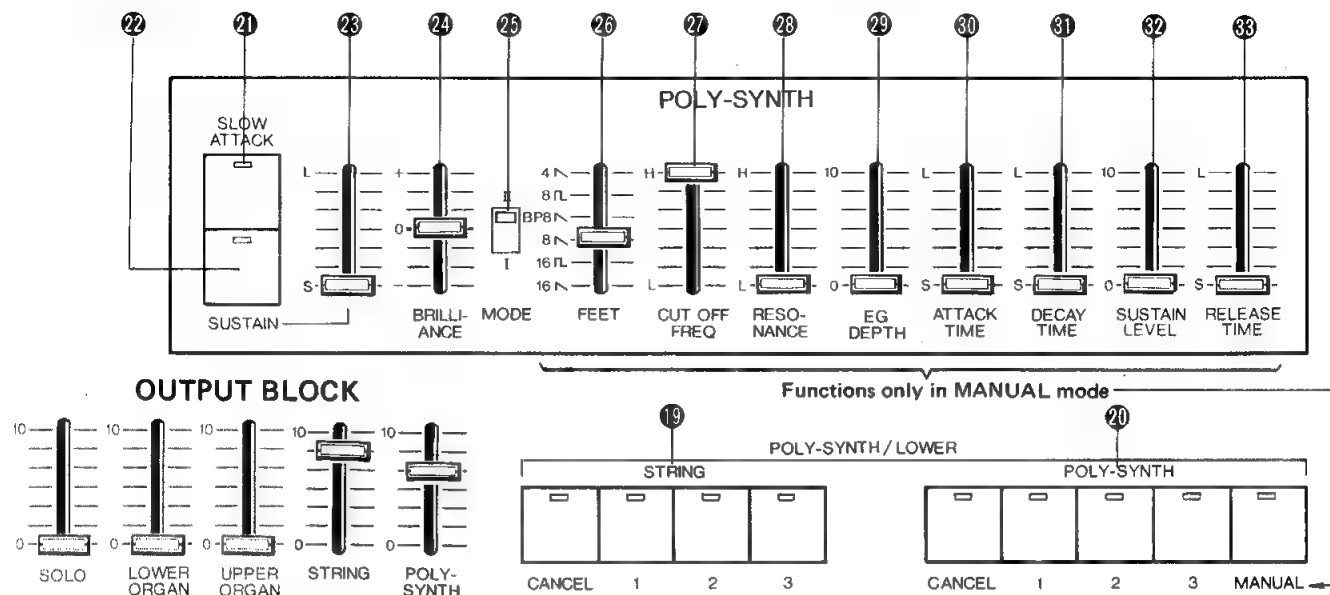 22 21 23 24 25 26 27 28 29 30 31 32 33
POLY-SYNTH
SLOW
ATTACK
L
S
SUSTAIN
+
0
-
BRILLI-
ANCE
II
I
MODE
4
8
BP8
8
16
16
FEET
H
L
CUT OFF
FREQ
H
L
RESO-
NANCE
10
0
EG
DEPTH
L
S
ATTACK
TIME
L
S
DECAY
TIME
10
0
SUSTAIN
LEVEL
L
S
RELEASE
TIME
Functions only in MANUAL mode
OUTPUT BLOCK
10
0
SOLO
10
0
LOWER
ORGAN
10
0
UPPER
ORGAN
10
0
STRING
10
0
POLY-
SYNTH
19 20
POLY-SYNTH / LOWER
STRING
CANCEL 1 2 3
POLY-SYNTH
CANCEL 1 2 3 MANUAL